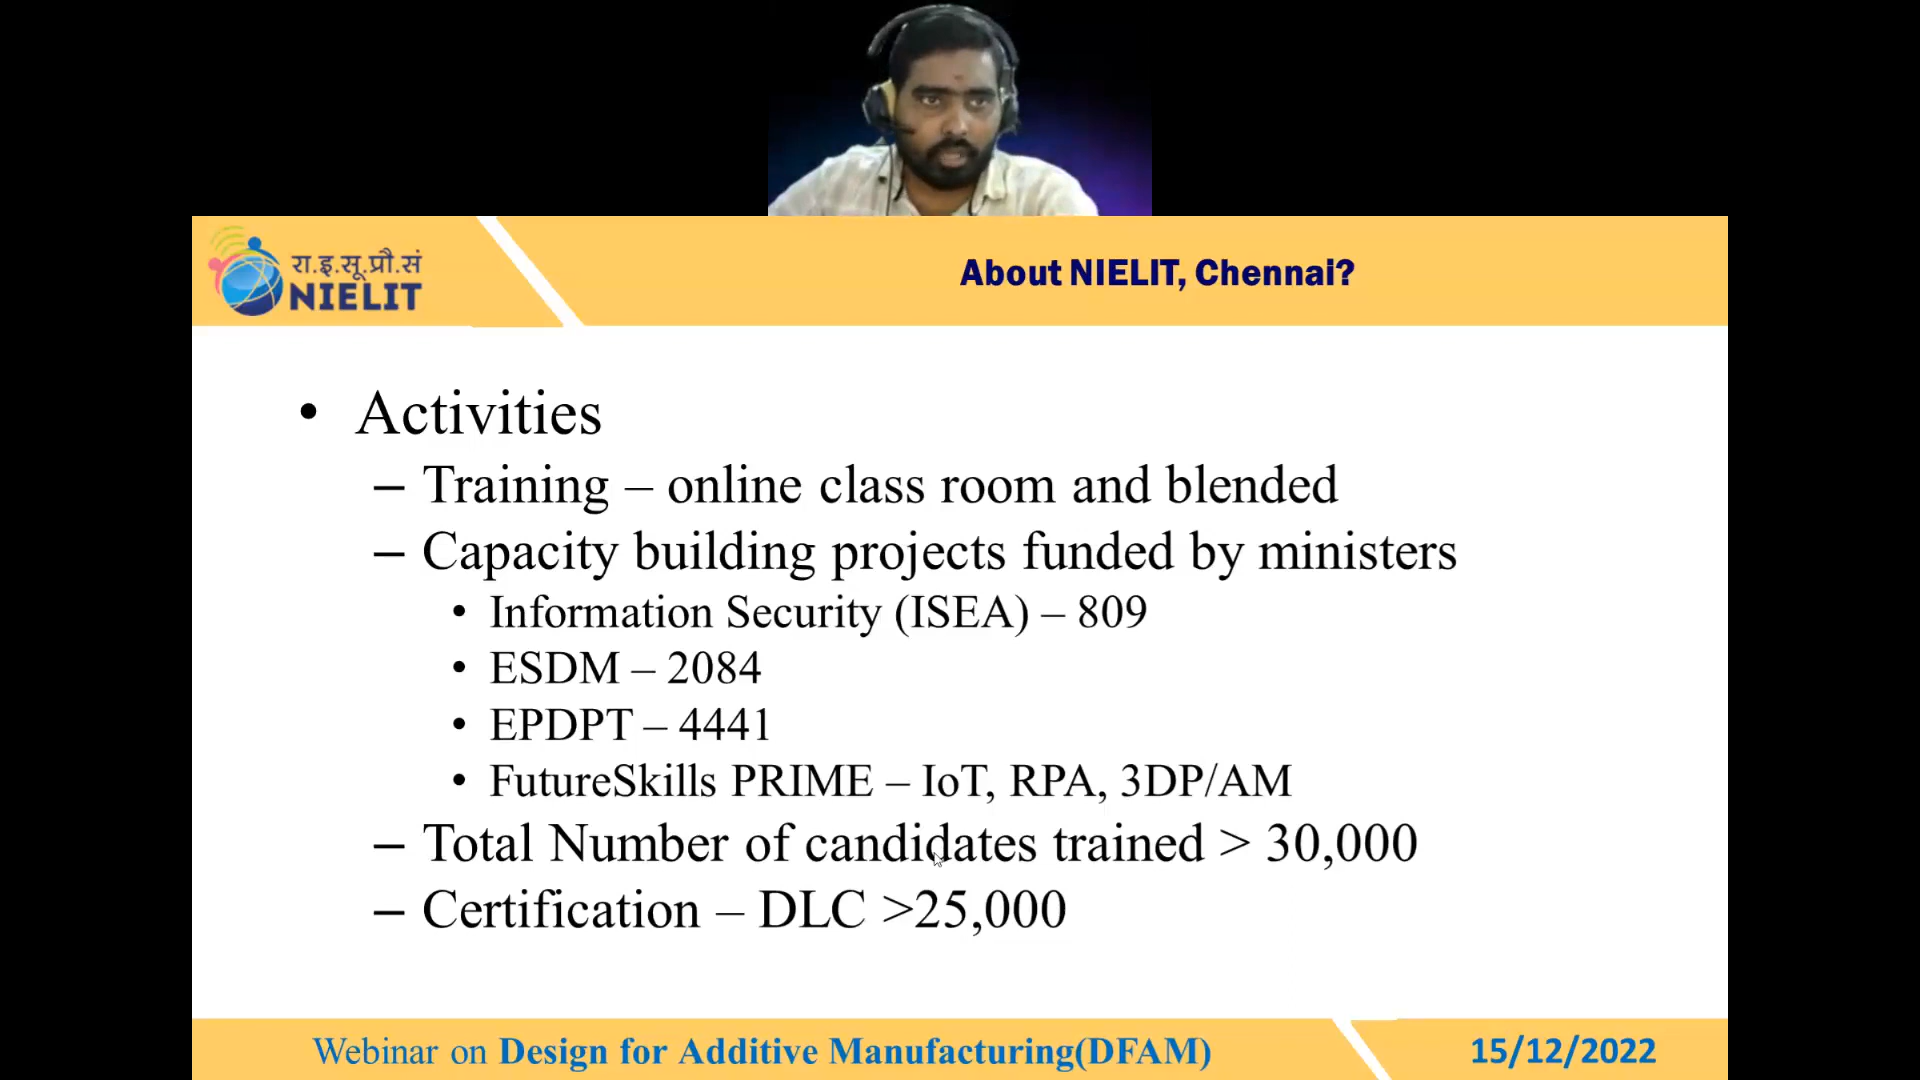 रा.इ.सू.प्रौ.सं
NIELIT
About NIELIT, Chennai?
• Activities
– Training – online class room and blended
– Capacity building projects funded by ministers
• Information Security (ISEA) – 809
• ESDM – 2084
• EPDPT – 4441
• FutureSkills PRIME – IoT, RPA, 3DP/AM
– Total Number of candidates trained > 30,000
– Certification – DLC >25,000
Webinar on Design for Additive Manufacturing(DFAM)
15/12/2022